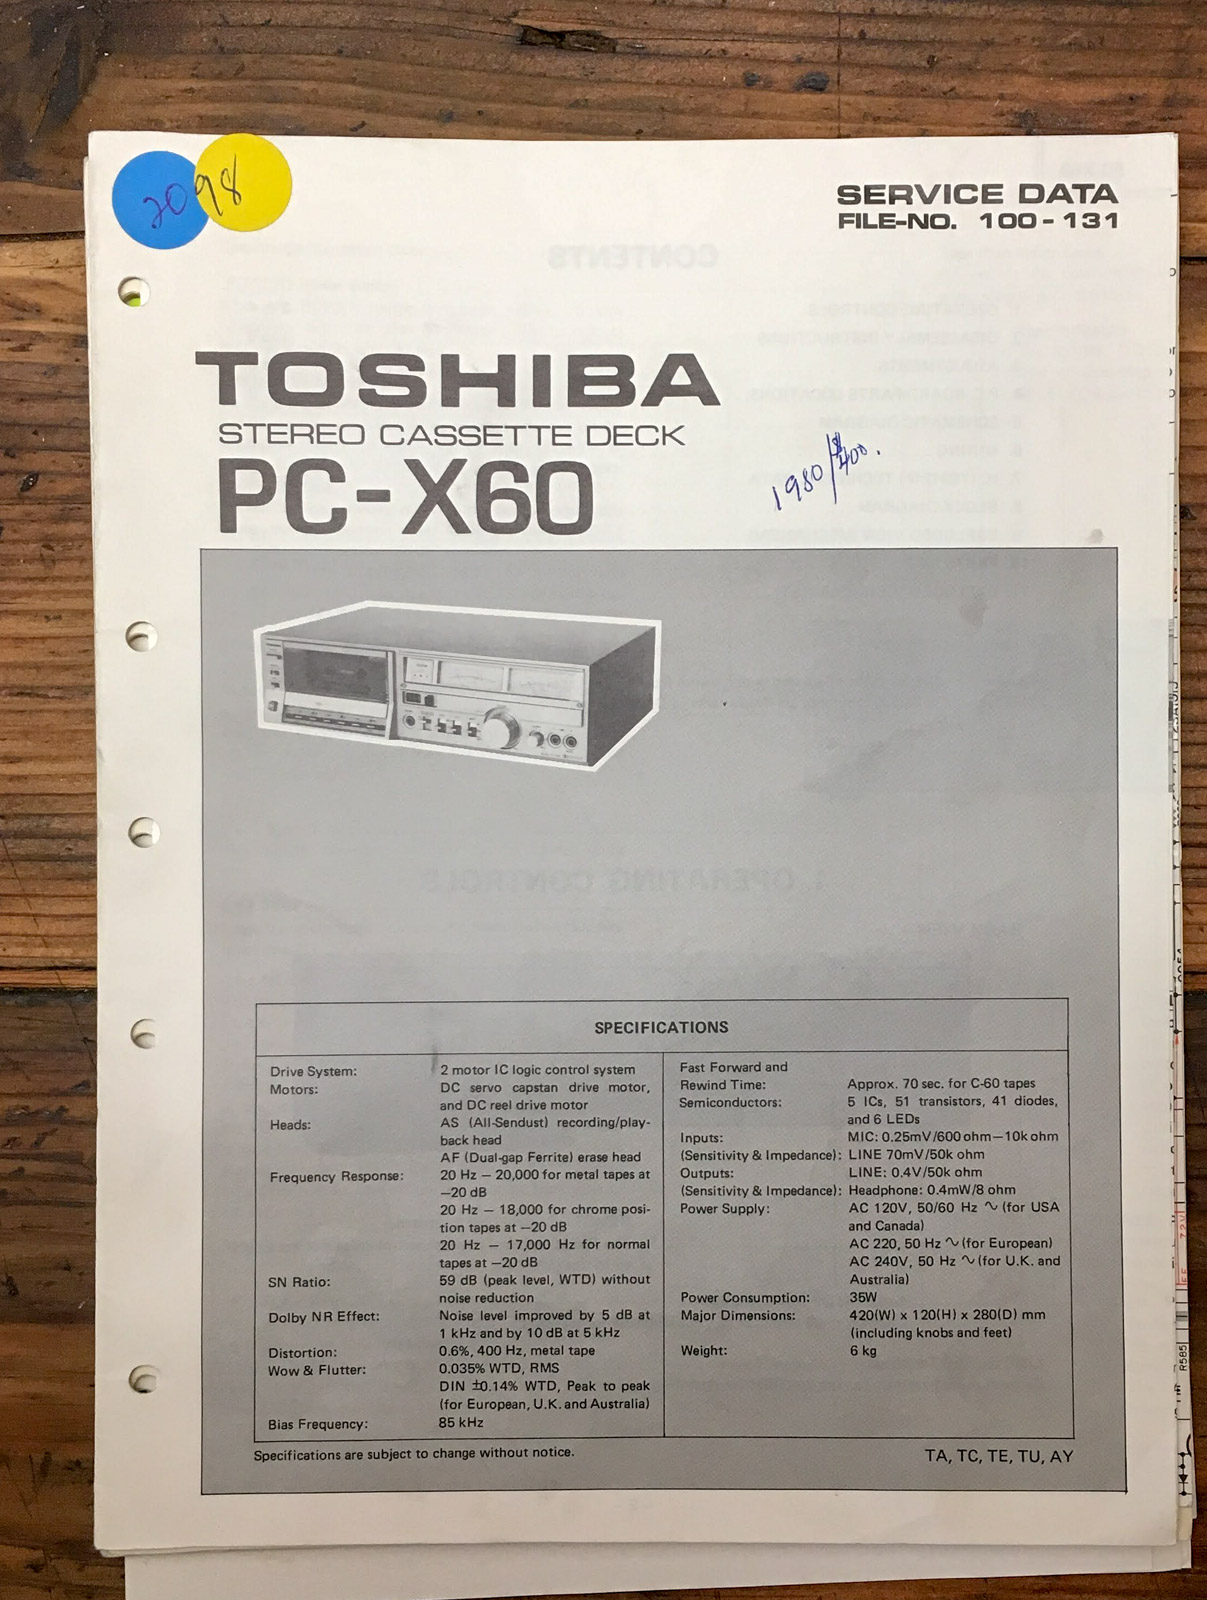 2098
SERVICE DATA
FILE-NO. 100-131
TOSHIBA
STEREO CASSETTE DECK
PC-X60
1980/$400.
SPECIFICATIONS
Drive System: 2 motor IC logic control system
Motors: DC servo capstan drive motor,
and DC reel drive motor
Heads: AS (All-Sendust) recording/play-
back head
AF (Dual-gap Ferrite) erase head
Frequency Response: 20 Hz – 20,000 for metal tapes at
–20 dB
20 Hz – 18,000 for chrome posi-
tion tapes at –20 dB
20 Hz – 17,000 Hz for normal
tapes at –20 dB
SN Ratio: 59 dB (peak level, WTD) without
noise reduction
Dolby NR Effect: Noise level improved by 5 dB at
1 kHz and by 10 dB at 5 kHz
Distortion: 0.6%, 400 Hz, metal tape
Wow & Flutter: 0.035% WTD, RMS
DIN ±0.14% WTD, Peak to peak
(for European, U.K. and Australia)
Bias Frequency: 85 kHz
Fast Forward and
Rewind Time: Approx. 70 sec. for C-60 tapes
Semiconductors: 5 ICs, 51 transistors, 41 diodes,
and 6 LEDs
Inputs: MIC: 0.25mV/600 ohm–10k ohm
(Sensitivity & Impedance): LINE 70mV/50k ohm
Outputs: LINE: 0.4V/50k ohm
(Sensitivity & Impedance): Headphone: 0.4mW/8 ohm
Power Supply: AC 120V, 50/60 Hz ∿ (for USA
and Canada)
AC 220, 50 Hz ∿ (for European)
AC 240V, 50 Hz ∿ (for U.K. and
Australia)
Power Consumption: 35W
Major Dimensions: 420(W) x 120(H) x 280(D) mm
(including knobs and feet)
Weight: 6 kg
Specifications are subject to change without notice.
TA, TC, TE, TU, AY
R585